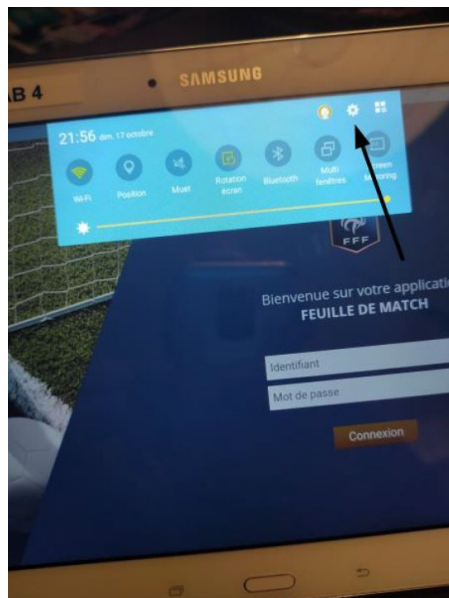 AB 4
SAMSUNG
21:56 dim. 17 octobre
Wi-Fi
Position
Muet
Rotation
écran
Bluetooth
Multi
fenêtres
Screen
Mirroring
FFF
Bienvenue sur votre applicatio
FEUILLE DE MATCH
Identifiant
Mot de passe
Connexion